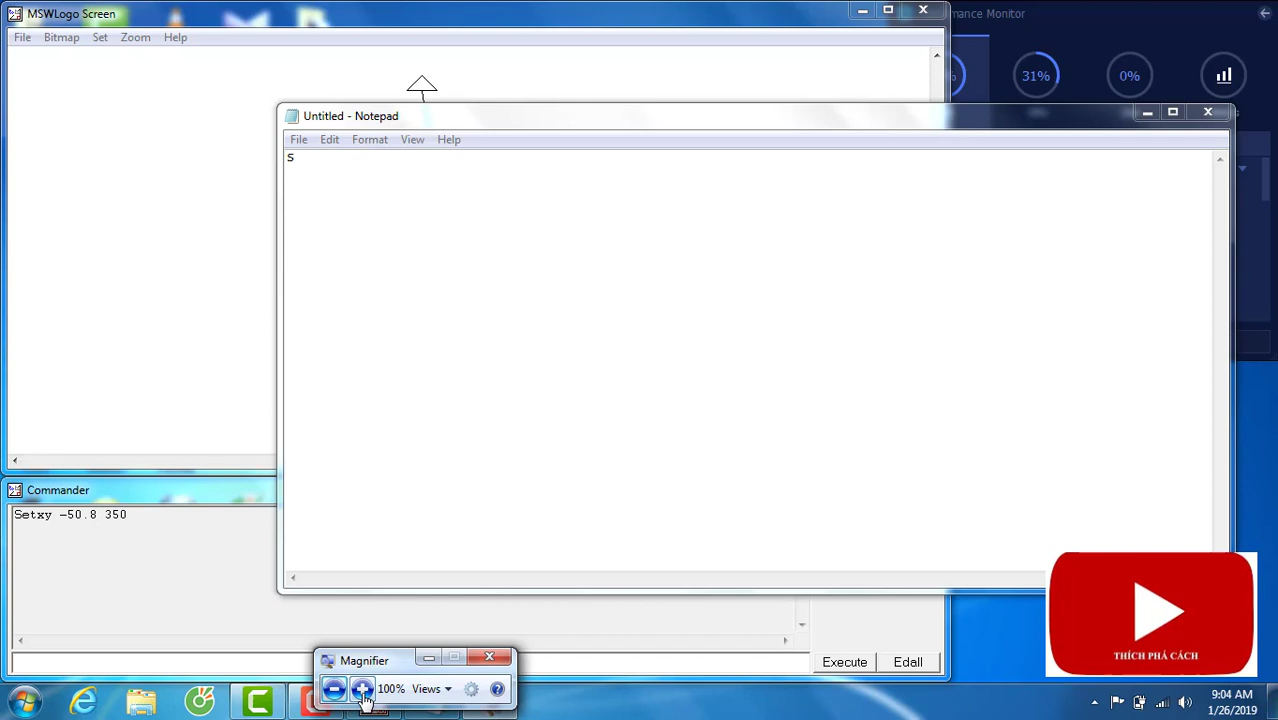 MSWLogo Screen
File Bitmap Set Zoom Help
mance Monitor
31%
0%
Untitled - Notepad
File Edit Format View Help
S
Commander
Setxy -50.8 350
Execute
Edall
Magnifier
100% Views
THÍCH PHÁ CÁCH
9:04 AM
1/26/2019